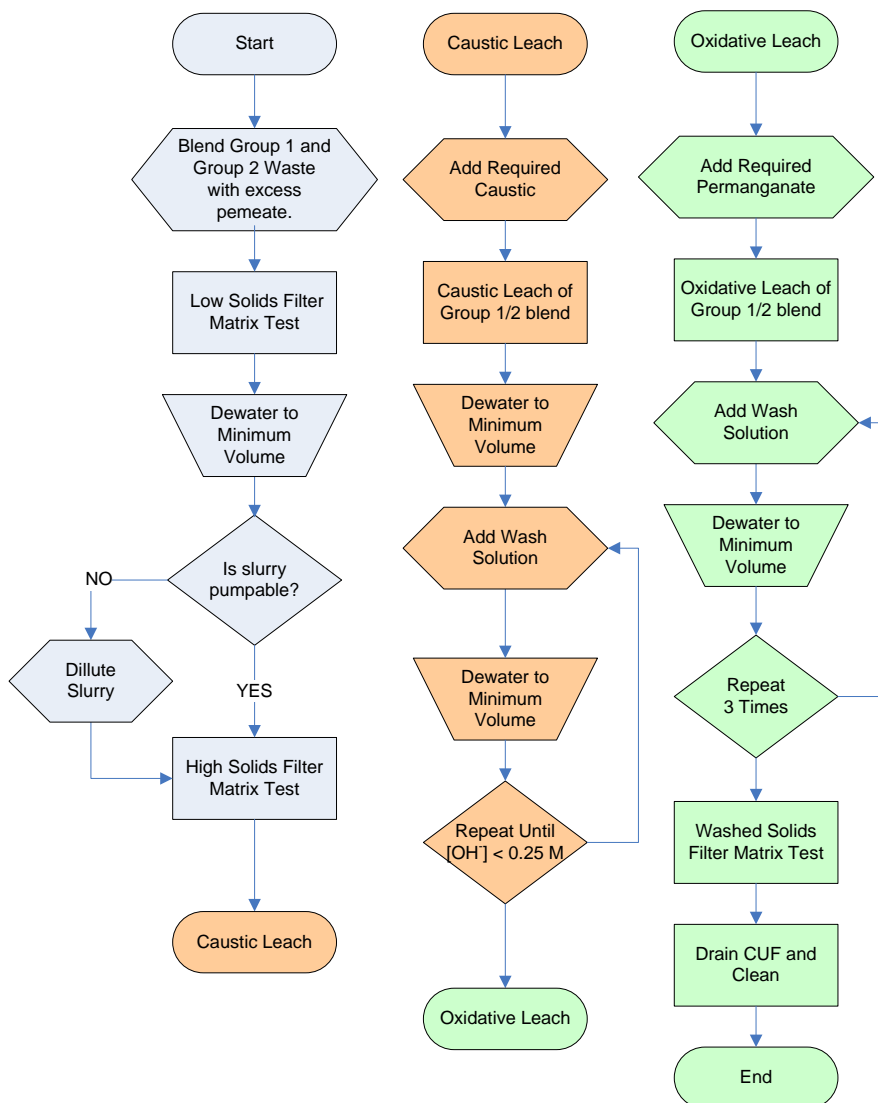 Start
Blend Group 1 and
Group 2 Waste
with excess
pemeate.
Low Solids Filter
Matrix Test
Dewater to
Minimum
Volume
Is slurry
pumpable?
NO
Dillute
Slurry
YES
High Solids Filter
Matrix Test
Caustic Leach
Caustic Leach
Add Required
Caustic
Caustic Leach of
Group 1/2 blend
Dewater to
Minimum
Volume
Add Wash
Solution
Dewater to
Minimum
Volume
Repeat Until
[OH⁻] < 0.25 M
Oxidative Leach
Oxidative Leach
Add Required
Permanganate
Oxidative Leach of
Group 1/2 blend
Add Wash
Solution
Dewater to
Minimum
Volume
Repeat
3 Times
Washed Solids
Filter Matrix Test
Drain CUF and
Clean
End